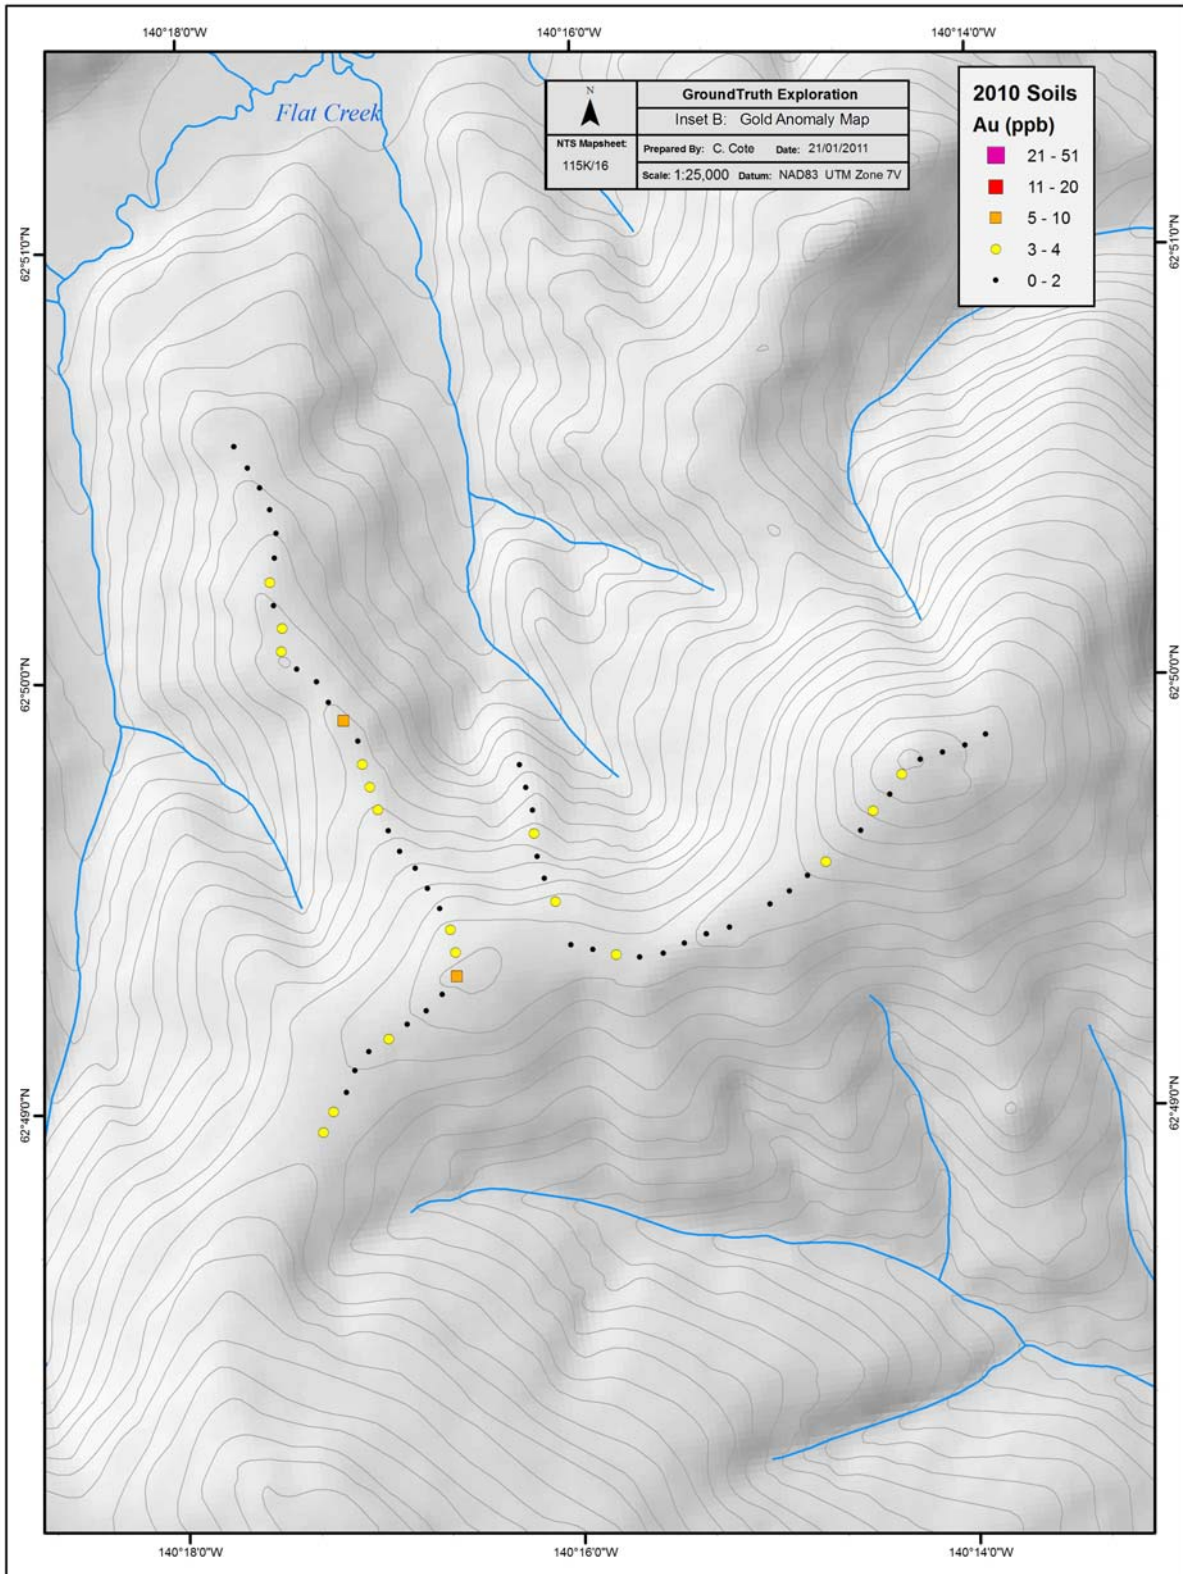 140°18'0"W 140°16'0"W 140°14'0"W
Flat Creek
N
NTS Mapsheet:
115K/16
GroundTruth Exploration
Inset B: Gold Anomaly Map
Prepared By: C. Cote Date: 21/01/2011
Scale: 1:25,000 Datum: NAD83 UTM Zone 7V
2010 Soils
Au (ppb)
21 - 51
11 - 20
5 - 10
3 - 4
0 - 2
62°51'0"N 62°51'0"N
62°50'0"N 62°50'0"N
62°49'0"N 62°49'0"N
140°18'0"W 140°16'0"W 140°14'0"W